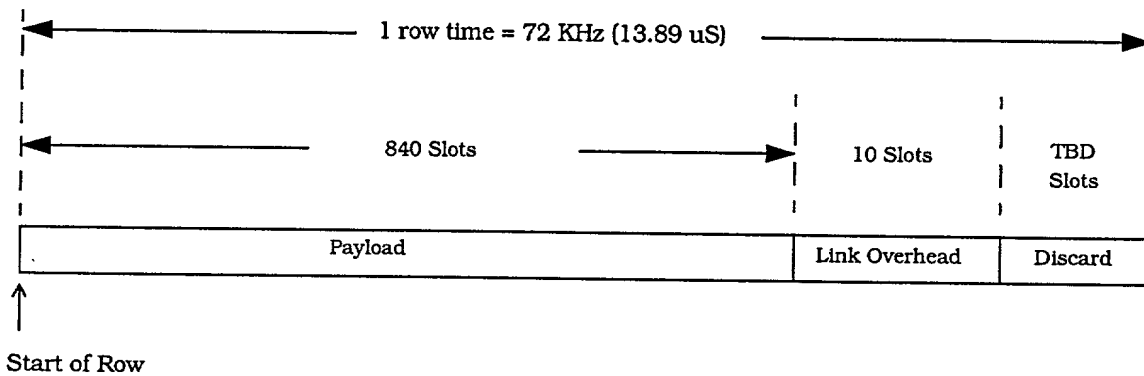 1 row time = 72 KHz (13.89 uS)
840 Slots
10 Slots
TBD
Slots
Payload
Link Overhead
Discard
Start of Row